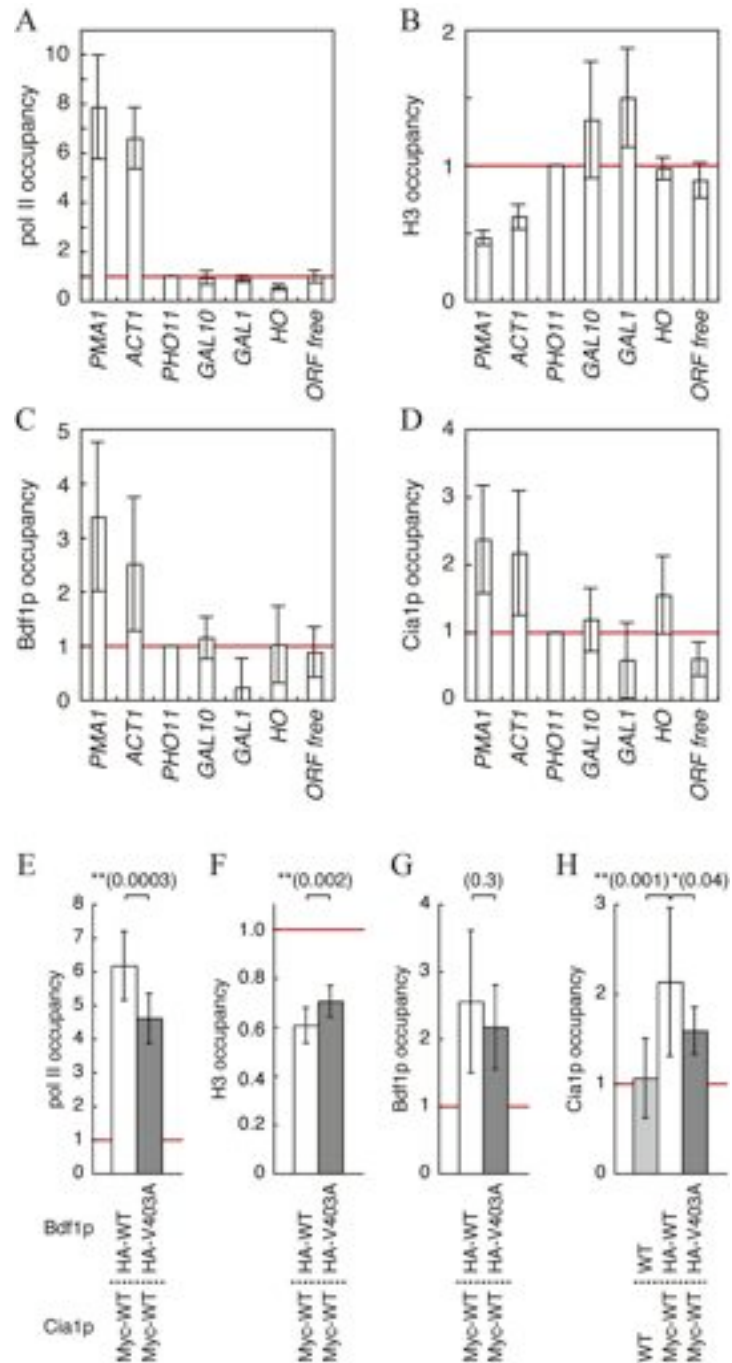 A
pol II occupancy
10
8
6
4
2
1
0
PMA1
ACT1
PHO11
GAL10
GAL1
HO
ORF free
B
H3 occupancy
2
1
0
PMA1
ACT1
PHO11
GAL10
GAL1
HO
ORF free
C
Bdf1p occupancy
5
4
3
2
1
0
PMA1
ACT1
PHO11
GAL10
GAL1
HO
ORF free
D
Cia1p occupancy
4
3
2
1
0
PMA1
ACT1
PHO11
GAL10
GAL1
HO
ORF free
E
**(0.0003)
pol II occupancy
8
7
6
5
4
3
2
1
0
HA-WT
HA-V403A
Myc-WT
Myc-WT
F
**(0.002)
H3 occupancy
1.0
0.8
0.6
0.4
0.2
0
HA-WT
HA-V403A
Myc-WT
Myc-WT
G
(0.3)
Bdf1p occupancy
4
3
2
1
0
HA-WT
HA-V403A
Myc-WT
Myc-WT
H
**(0.001) *(0.04)
Cia1p occupancy
3
2
1
0
WT
HA-WT
HA-V403A
WT
Myc-WT
Myc-WT
Bdf1p
Cia1p